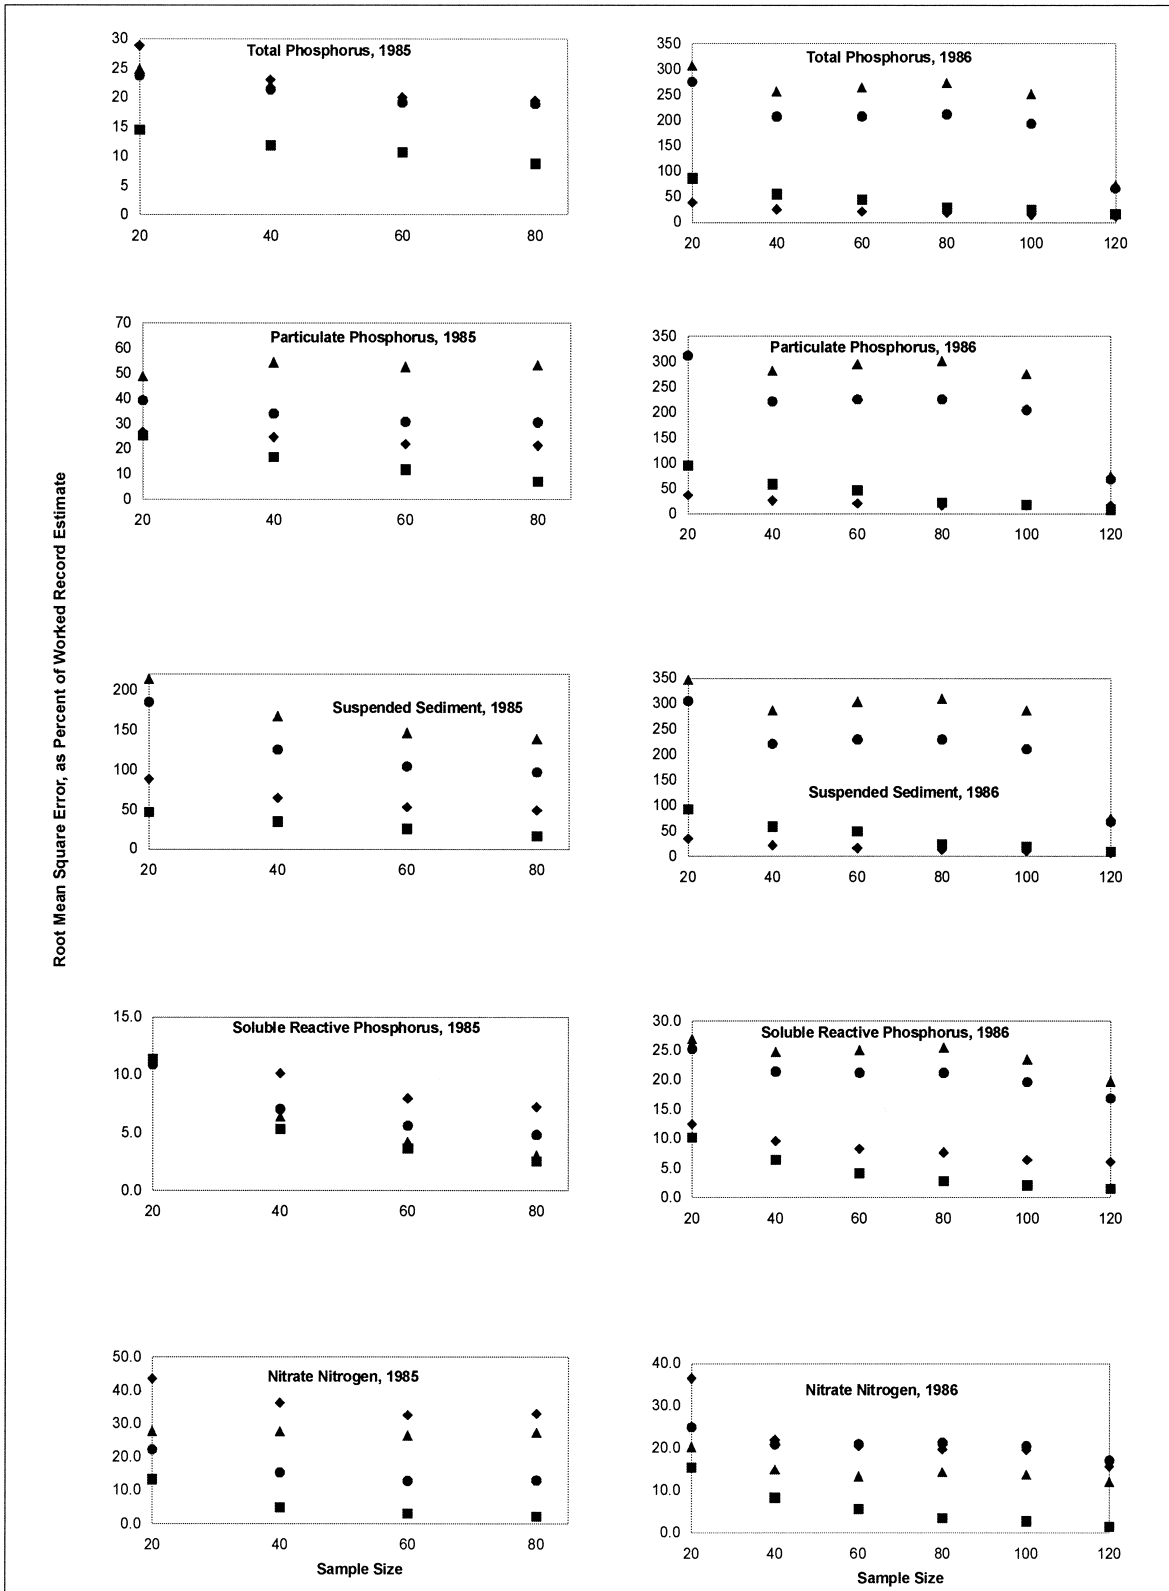 Root Mean Square Error, as Percent of Worked Record Estimate
Total Phosphorus, 1985
30
25
20
15
10
5
0
20 40 60 80
Total Phosphorus, 1986
350
300
250
200
150
100
50
0
20 40 60 80 100 120
Particulate Phosphorus, 1985
70
60
50
40
30
20
10
0
20 40 60 80
Particulate Phosphorus, 1986
350
300
250
200
150
100
50
0
20 40 60 80 100 120
Suspended Sediment, 1985
200
150
100
50
0
20 40 60 80
Suspended Sediment, 1986
350
300
250
200
150
100
50
0
20 40 60 80 100 120
Soluble Reactive Phosphorus, 1985
15.0
10.0
5.0
0.0
20 40 60 80
Soluble Reactive Phosphorus, 1986
30.0
25.0
20.0
15.0
10.0
5.0
0.0
20 40 60 80 100 120
Nitrate Nitrogen, 1985
50.0
40.0
30.0
20.0
10.0
0.0
20 40 60 80
Sample Size
Nitrate Nitrogen, 1986
40.0
30.0
20.0
10.0
0.0
20 40 60 80 100 120
Sample Size